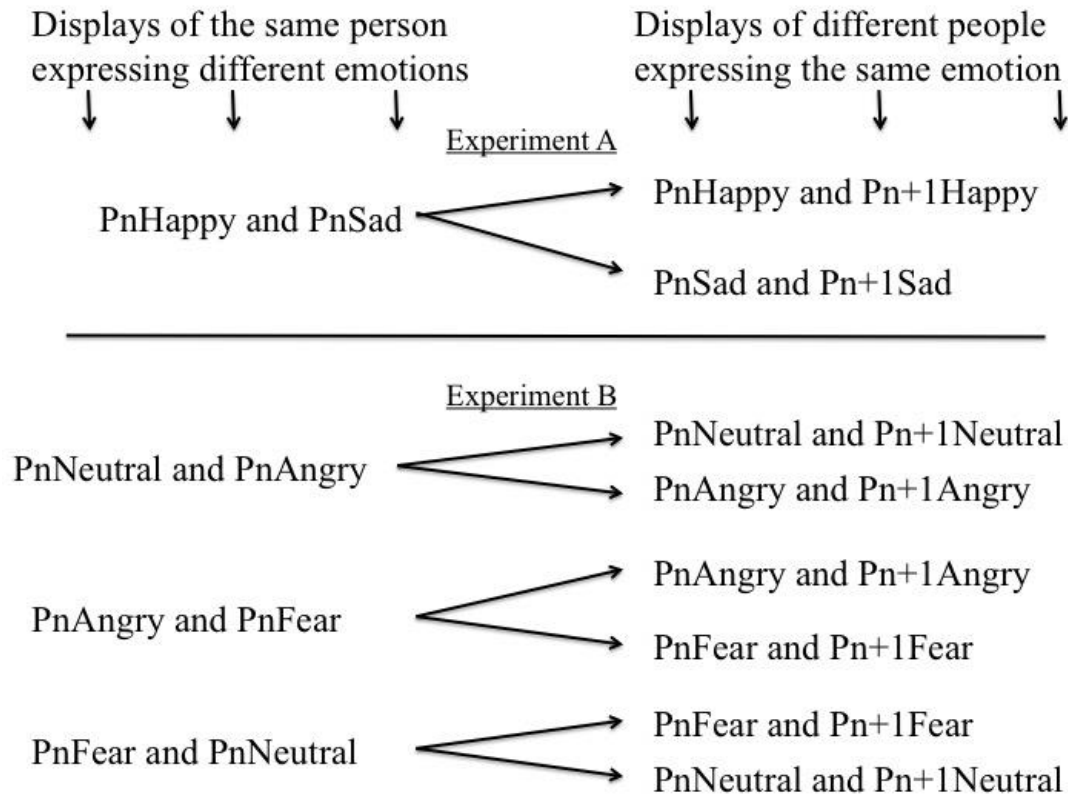 Displays of the same person
expressing different emotions
Displays of different people
expressing the same emotion
Experiment A
PnHappy and PnSad
PnHappy and Pn+1Happy
PnSad and Pn+1Sad
Experiment B
PnNeutral and PnAngry
PnNeutral and Pn+1Neutral
PnAngry and Pn+1Angry
PnAngry and PnFear
PnAngry and Pn+1Angry
PnFear and Pn+1Fear
PnFear and PnNeutral
PnFear and Pn+1Fear
PnNeutral and Pn+1Neutral